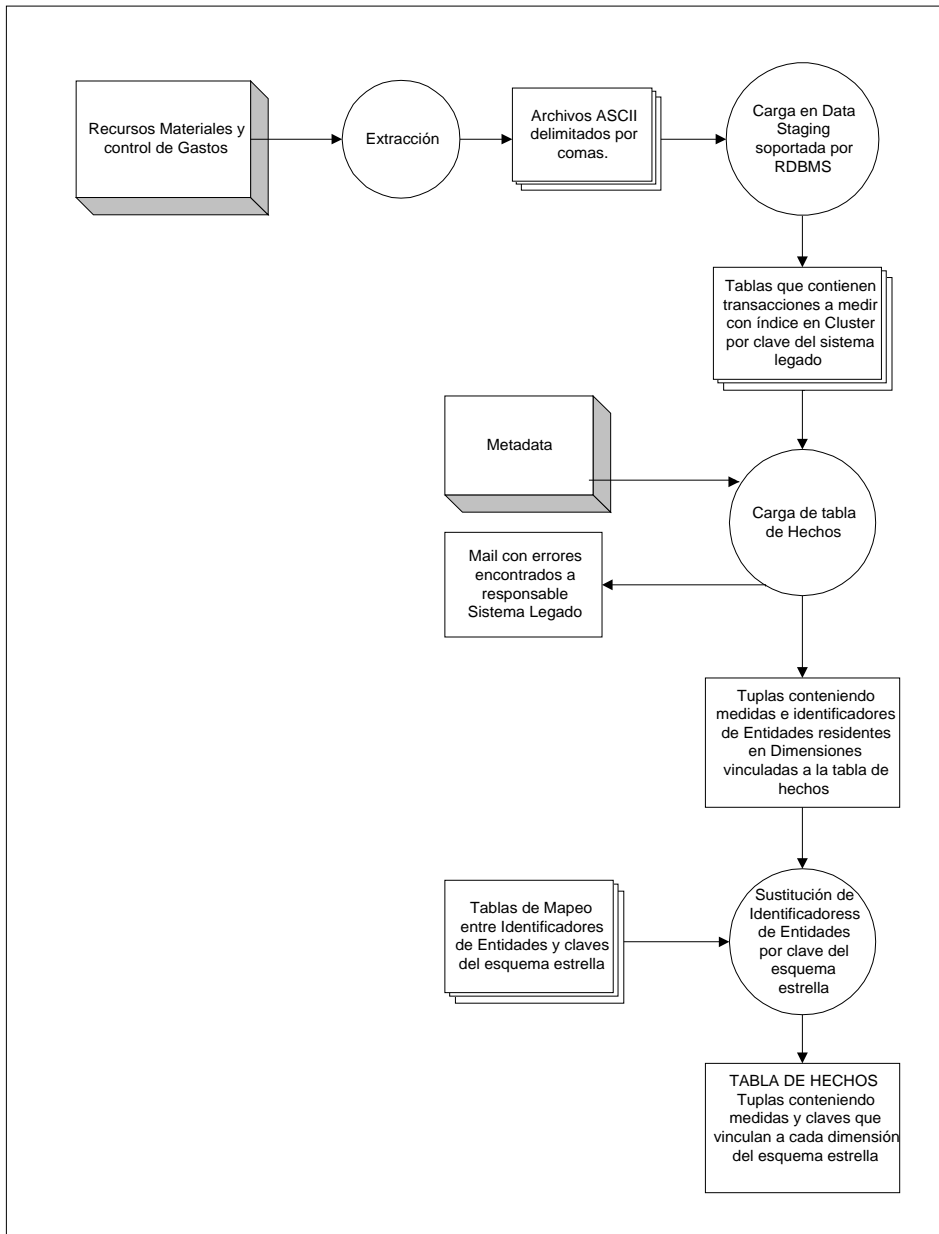 Recursos Materiales y
control de Gastos
Extracción
Archivos ASCII
delimitados por
comas.
Carga en Data
Staging
soportada por
RDBMS
Tablas que contienen
transacciones a medir
con índice en Cluster
por clave del sistema
legado
Metadata
Carga de tabla
de Hechos
Mail con errores
encontrados a
responsable
Sistema Legado
Tuplas conteniendo
medidas e identificadores
de Entidades residentes
en Dimensiones
vinculadas a la tabla de
hechos
Tablas de Mapeo
entre Identificadores
de Entidades y claves
del esquema estrella
Sustitución de
Identificadoress
de Entidades
por clave del
esquema
estrella
TABLA DE HECHOS
Tuplas conteniendo
medidas y claves que
vinculan a cada dimensión
del esquema estrella